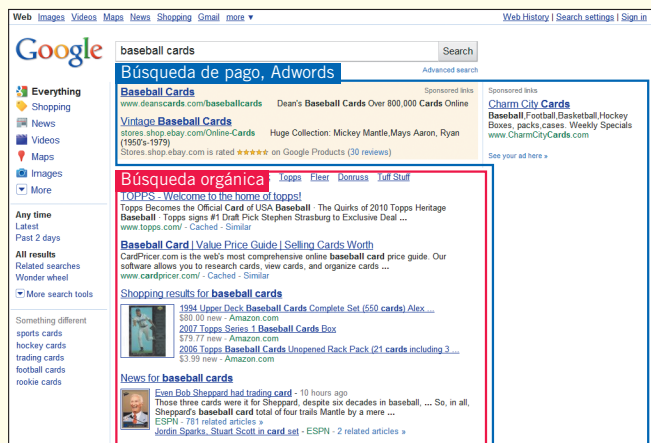 Web Images Videos Maps News Shopping Gmail more ▼
Web History | Search settings | Sign in
Google
baseball cards
Search
Advanced search
Búsqueda de pago, Adwords
Everything
Shopping
News
Videos
Maps
Images
More
Any time
Latest
Past 2 days
All results
Related searches
Wonder wheel
More search tools
Something different
sports cards
hockey cards
trading cards
football cards
rookie cards
Baseball Cards
Sponsored links
www.deanscards.com/baseballcards Dean's Baseball Cards Over 800,000 Cards Online
Vintage Baseball Cards
stores.shop.ebay.com/Online-Cards Huge Collection: Mickey Mantle,Mays Aaron, Ryan
(1950's-1979)
Stores.shop.ebay.com is rated ★★★★★ on Google Products (30 reviews)
Sponsored links
Charm City Cards
Baseball,Football,Basketball,Hockey
Boxes, packs,cases. Weekly Specials
www.CharmCityCards.com
See your ad here »
Búsqueda orgánica
Topps Fleer Donruss Tuff Stuff
TOPPS - Welcome to the home of topps!
Topps Becomes the Official Card of USA Baseball · The Quirks of 2010 Topps Heritage
Baseball · Topps signs #1 Draft Pick Stephen Strasburg to Exclusive Deal ...
www.topps.com/ - Cached - Similar
Baseball Card | Value Price Guide | Selling Cards Worth
CardPricer.com is the web's most comprehensive online baseball card price guide. Our
software allows you to research cards, view cards, and organize cards ...
www.cardpricer.com/ - Cached - Similar
Shopping results for baseball cards
1994 Upper Deck Baseball Cards Complete Set (550 cards) Alex ...
$80.00 new - Amazon.com
2007 Topps Series 1 Baseball Cards Box
$79.77 new - Amazon.com
2006 Topps Baseball Cards Unopened Rack Pack (21 cards including 3 ...
$3.99 new - Amazon.com
News for baseball cards
Even Bob Sheppard had trading card - 10 hours ago
Those three cards were it for Sheppard, despite six decades in baseball, ... So, in all,
Sheppard's baseball card total of four trails Mantle by a mere ...
ESPN - 781 related articles »
Jordin Sparks, Stuart Scott in card set - ESPN - 2 related articles »